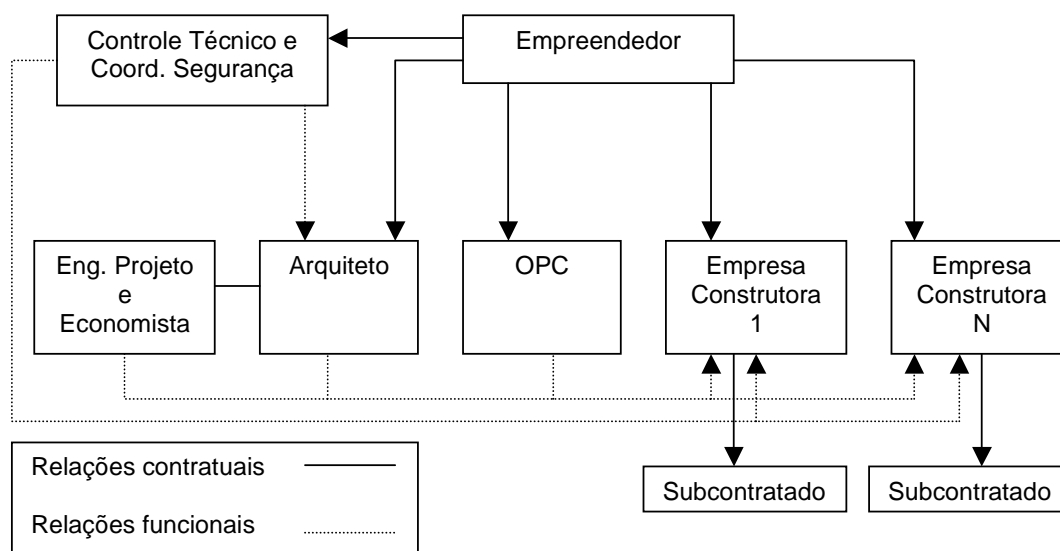 Controle Técnico e
Coord. Segurança
Empreendedor
Eng. Projeto
e
Economista
Arquiteto
OPC
Empresa
Construtora
1
Empresa
Construtora
N
Relações contratuais
Relações funcionais
Subcontratado
Subcontratado